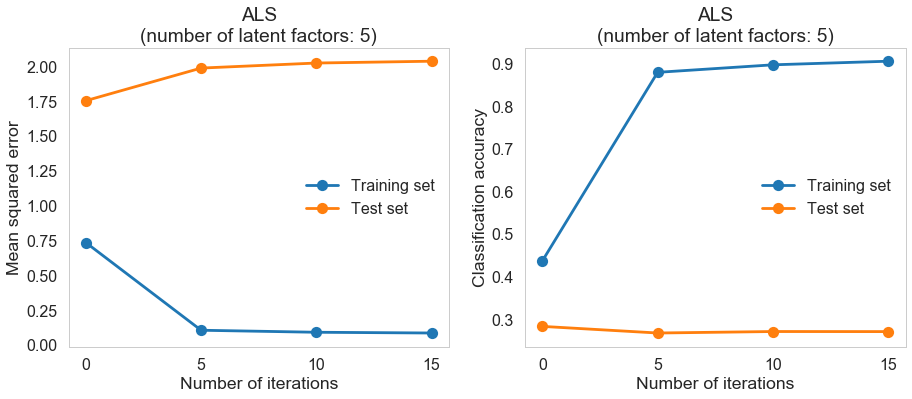 ALS
(number of latent factors: 5)
Mean squared error
2.00
1.75
1.50
1.25
1.00
0.75
0.50
0.25
0.00
Training set
Test set
0 5 10 15
Number of iterations
ALS
(number of latent factors: 5)
Classification accuracy
0.9
0.8
0.7
0.6
0.5
0.4
0.3
Training set
Test set
0 5 10 15
Number of iterations